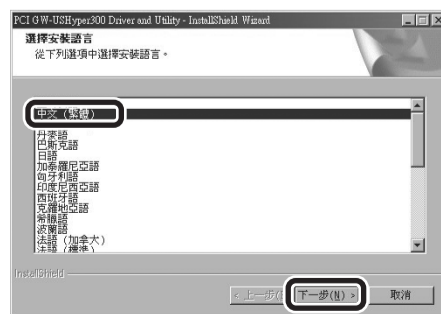 PCI GW-USHyper300 Driver and Utility - InstallShield Wizard
選擇安裝語言
從下列選項中選擇安裝語言。
中文 (繁體)
丹麥語
巴斯克語
日語
加泰羅尼亞語
匈牙利語
印度尼西亞語
西班牙語
克羅地亞語
希臘語
波蘭語
法語 (加拿大)
法語 (標準)
InstallShield
< 上一步(
下一步(N) >
取消